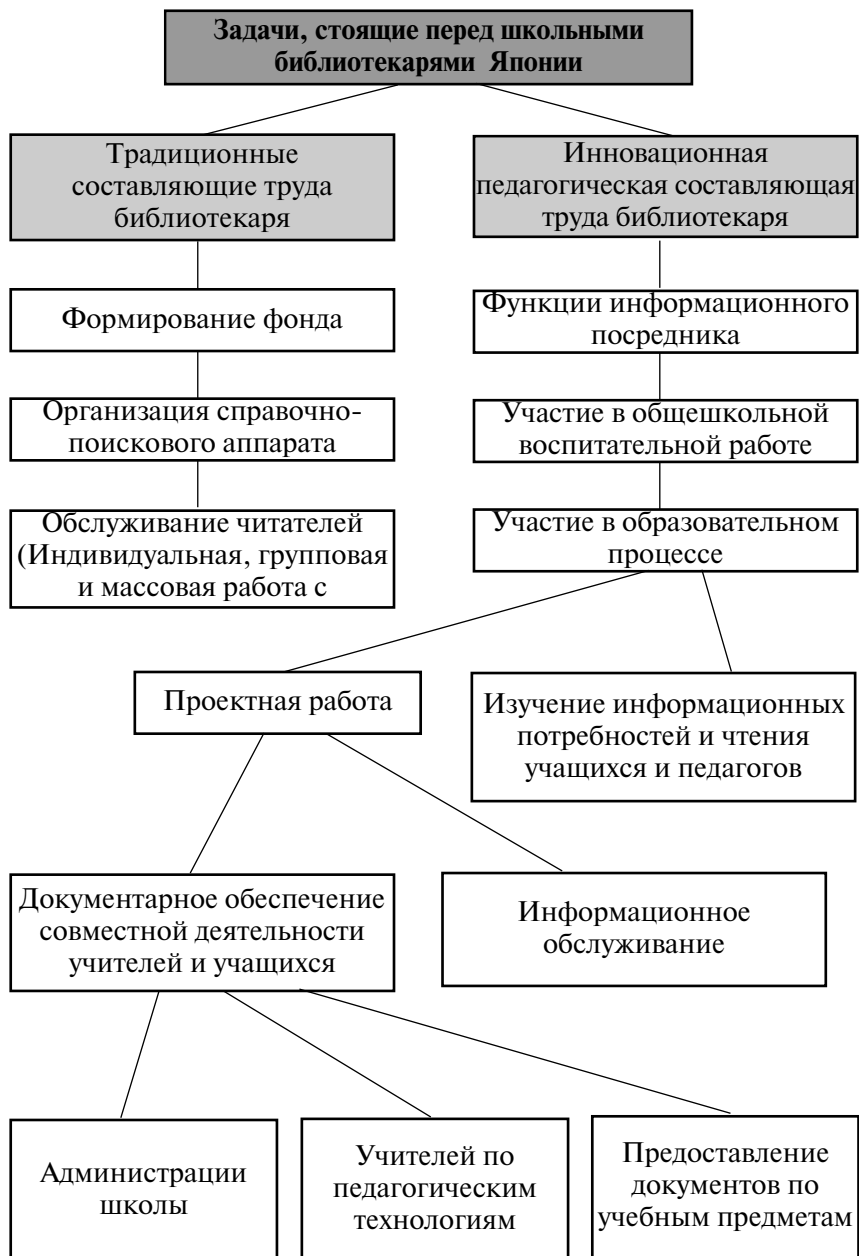 Задачи, стоящие перед школьными
библиотекарями Японии
Традиционные
составляющие труда
библиотекаря
Инновационная
педагогическая составляющая
труда библиотекаря
Формирование фонда
Функции информационного
посредника
Организация справочно-
поискового аппарата
Участие в общешкольной
воспитательной работе
Обслуживание читателей
(Индивидуальная, групповая
и массовая работа с
Участие в образовательном
процессе
Проектная работа
Изучение информационных
потребностей и чтения
учащихся и педагогов
Документарное обеспечение
совместной деятельности
учителей и учащихся
Информационное
обслуживание
Администрации
школы
Учителей по
педагогическим
технологиям
Предоставление
документов по
учебным предметам